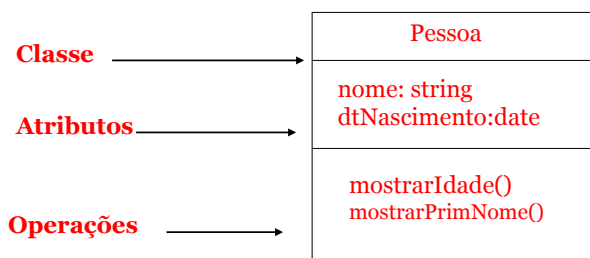 Pessoa
Classe
nome: string
dtNascimento:date
Atributos
mostrarIdade()
mostrarPrimNome()
Operações